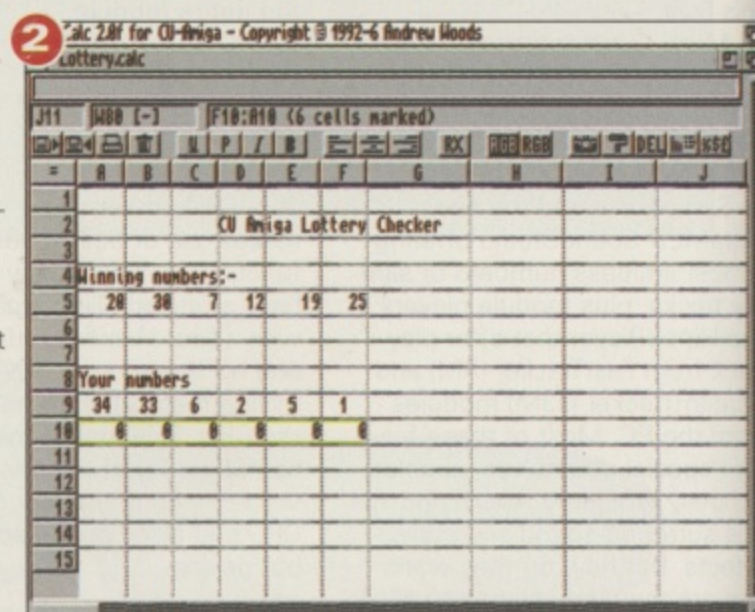 2
Calc 2.0f for CU-Amiga - Copyright © 1992-6 Andrew Woods
Lottery.calc
J11 W80 [-] F10:A10 (6 cells marked)
U P I B RX RGB RGB DEL K$£
= A B C D E F G H I J
1
2 CU Amiga Lottery Checker
3
4 Winning numbers:-
5 20 30 7 12 19 25
6
7
8 Your numbers
9 34 33 6 2 5 1
10 0 0 0 0 0 0
11
12
13
14
15